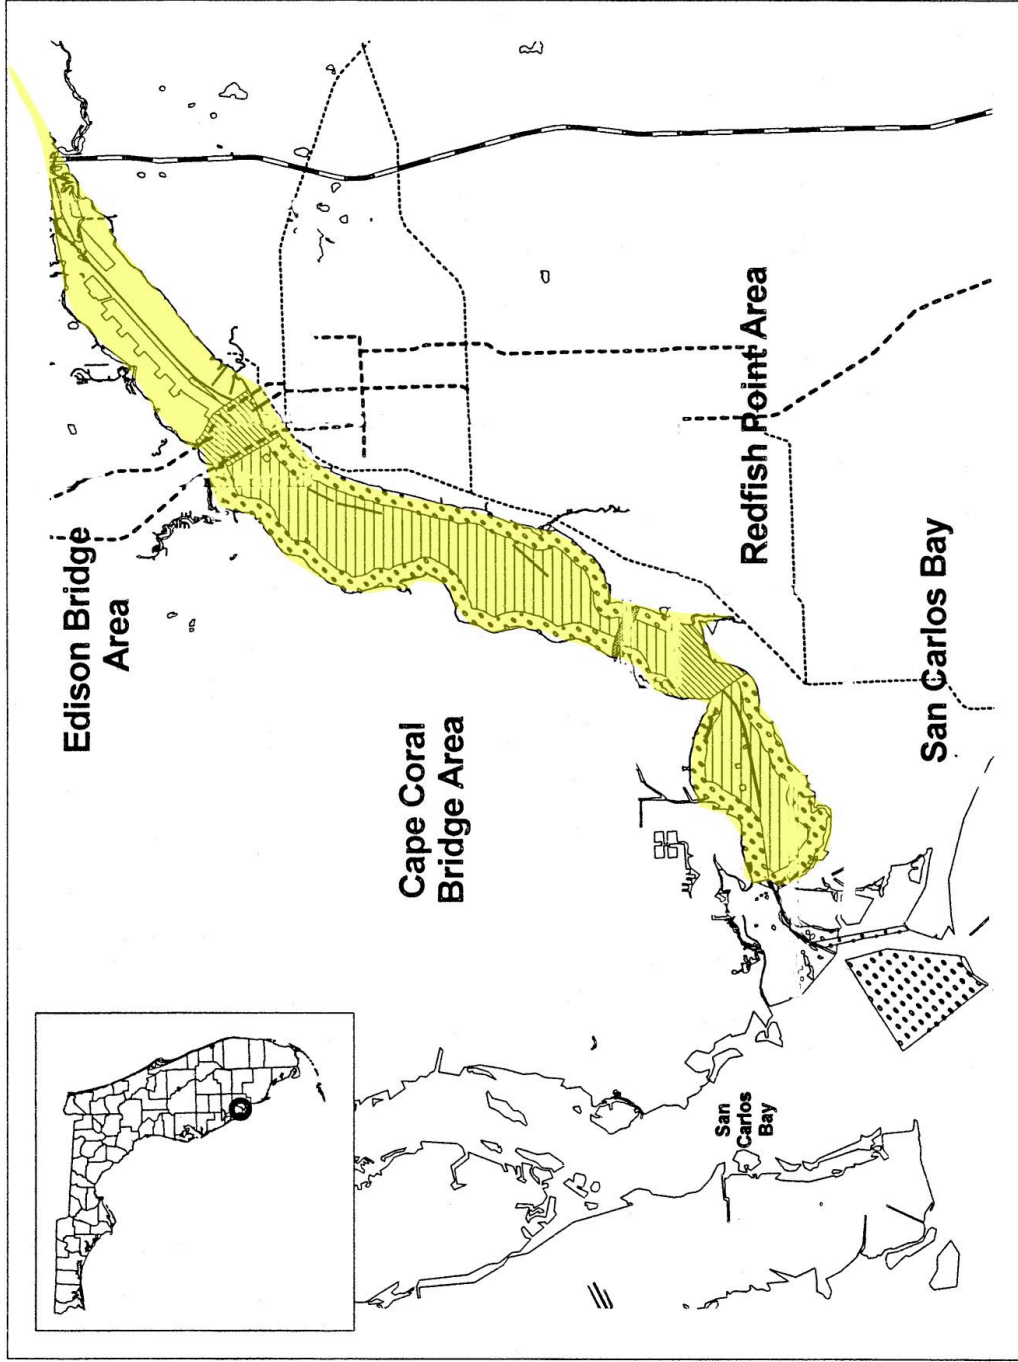 Edison Bridge
Area
Cape Coral
Bridge Area
Redfish Point Area
San Carlos Bay
San
Carlos
Bay